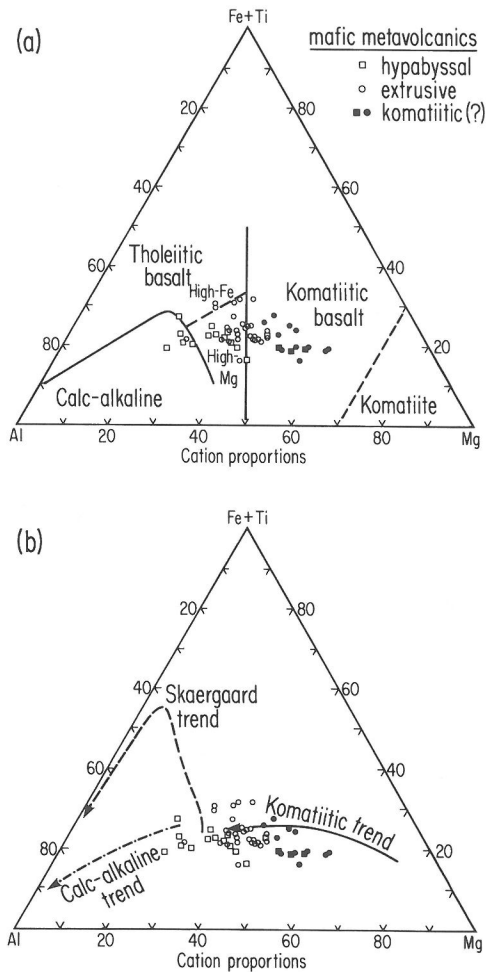 (a)
Fe+Ti
mafic metavolcanics
hypabyssal
extrusive
komatiitic(?)
20
40
60
80
80
60
40
20
Tholeiitic
basalt
High-Fe
Komatiitic
basalt
High-
Mg
Calc-alkaline
Komatiite
Al
20
40
60
80
Mg
Cation proportions
(b)
Fe+Ti
20
40
60
80
80
60
40
20
Skaergaard
trend
Komatiitic trend
Calc-alkaline
trend
Al
20
40
60
80
Mg
Cation proportions